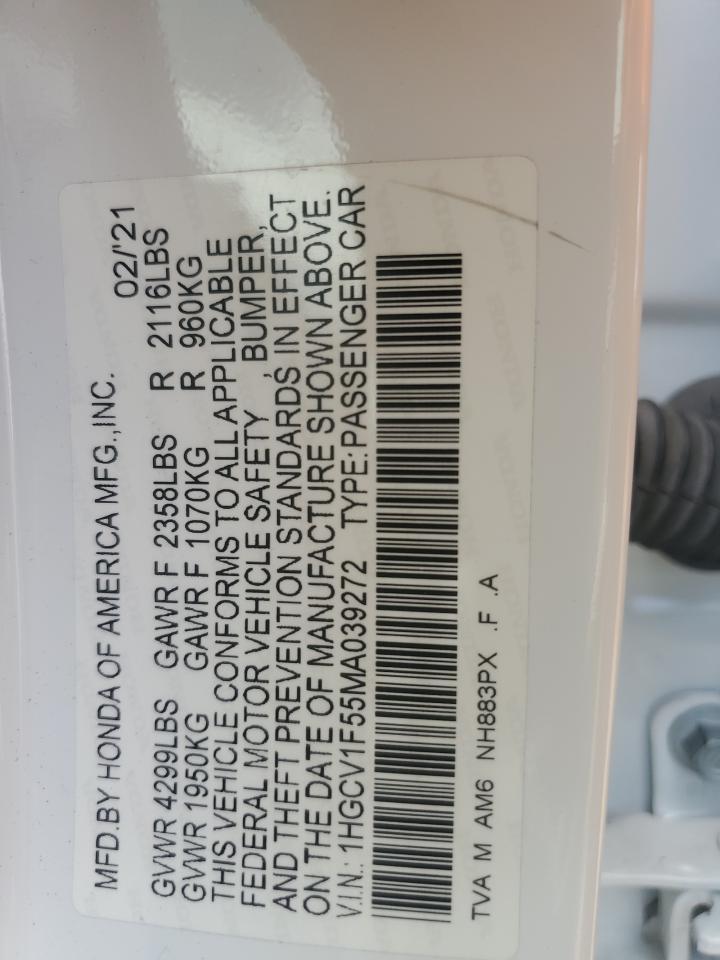 MFD.BY HONDA OF AMERICA MFG.,INC. 02/'21
GVWR 4299LBS GAWR F 2358LBS R 2116LBS
GVWR 1950KG GAWR F 1070KG R 960KG
THIS VEHICLE CONFORMS TO ALL APPLICABLE
FEDERAL MOTOR VEHICLE SAFETY , BUMPER,
AND THEFT PREVENTION STANDARDS IN EFFECT
ON THE DATE OF MANUFACTURE SHOWN ABOVE.
V.I.N.: 1HGCV1F55MA039272 TYPE:PASSENGER CAR
TVA M AM6 NH883PX .F .A